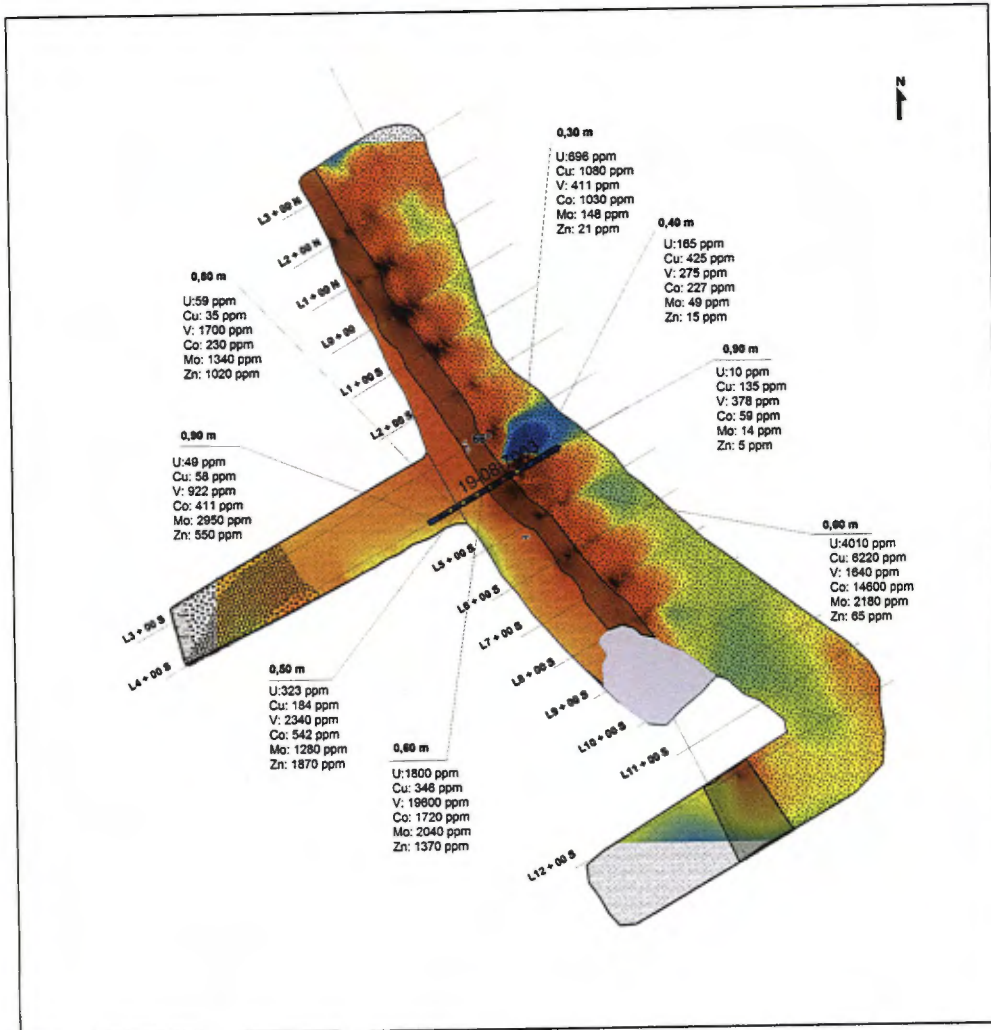 N
0,30 m
U:696 ppm
Cu: 1080 ppm
V: 411 ppm
Co: 1030 ppm
Mo: 148 ppm
Zn: 21 ppm
0,40 m
U:165 ppm
Cu: 425 ppm
V: 275 ppm
Co: 227 ppm
Mo: 49 ppm
Zn: 15 ppm
0,90 m
U:10 ppm
Cu: 135 ppm
V: 378 ppm
Co: 59 ppm
Mo: 14 ppm
Zn: 5 ppm
0,60 m
U:4010 ppm
Cu: 6220 ppm
V: 1640 ppm
Co: 14600 ppm
Mo: 2180 ppm
Zn: 65 ppm
0,80 m
U:59 ppm
Cu: 35 ppm
V: 1700 ppm
Co: 230 ppm
Mo: 1340 ppm
Zn: 1020 ppm
0,90 m
U:49 ppm
Cu: 58 ppm
V: 922 ppm
Co: 411 ppm
Mo: 2950 ppm
Zn: 550 ppm
0,50 m
U:323 ppm
Cu: 184 ppm
V: 2340 ppm
Co: 542 ppm
Mo: 1280 ppm
Zn: 1870 ppm
0,60 m
U:1800 ppm
Cu: 346 ppm
V: 19600 ppm
Co: 1720 ppm
Mo: 2040 ppm
Zn: 1370 ppm
L3 + 00 N
L2 + 00 N
L1 + 00 N
L0 + 00
L1 + 00 S
L2 + 00 S
L3 + 00 S
L4 + 00 S
L5 + 00 S
L6 + 00 S
L7 + 00 S
L8 + 00 S
L9 + 00 S
L10 + 00 S
L11 + 00 S
L12 + 00 S